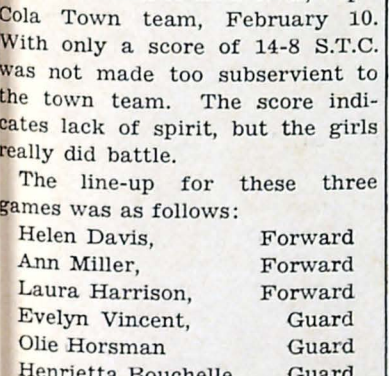 Cola Town team, February 10.
With only a score of 14-8 S.T.C.
was not made too subservient to
the town team. The score indi-
cates lack of spirit, but the girls
really did battle.
The line-up for these three
games was as follows:
Helen Davis, Forward
Ann Miller, Forward
Laura Harrison, Forward
Evelyn Vincent, Guard
Olie Horsman Guard
Henrietta Bouchelle Guard